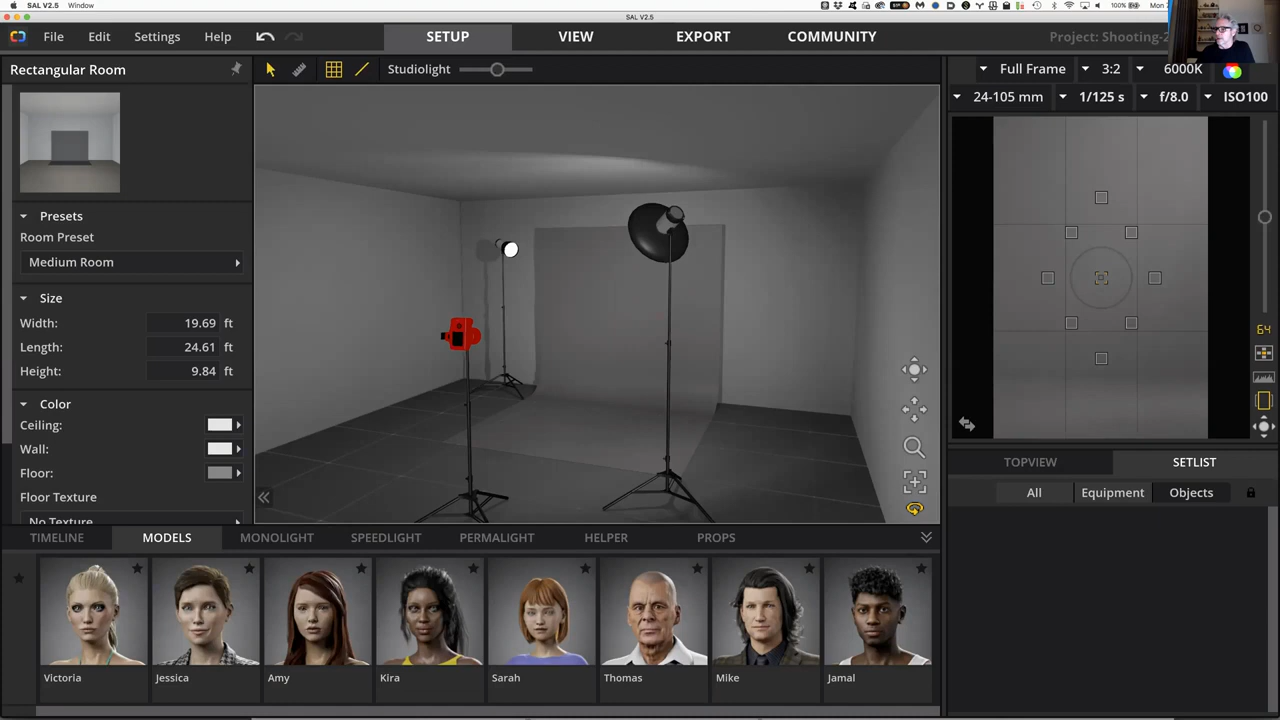 SAL V2.5 Window 100% Mon
SAL V2.5
File Edit Settings Help SETUP VIEW EXPORT COMMUNITY Project: Shooting-2
Rectangular Room Studiolight Full Frame 3:2 6000K
24-105 mm 1/125 s f/8.0 ISO100
Presets
Room Preset
Medium Room
Size
Width: 19.69 ft
Length: 24.61 ft
Height: 9.84 ft
Color
Ceiling:
Wall:
Floor:
Floor Texture
No Texture
64
TOPVIEW SETLIST
All Equipment Objects
TIMELINE MODELS MONOLIGHT SPEEDLIGHT PERMALIGHT HELPER PROPS
Victoria Jessica Amy Kira Sarah Thomas Mike Jamal